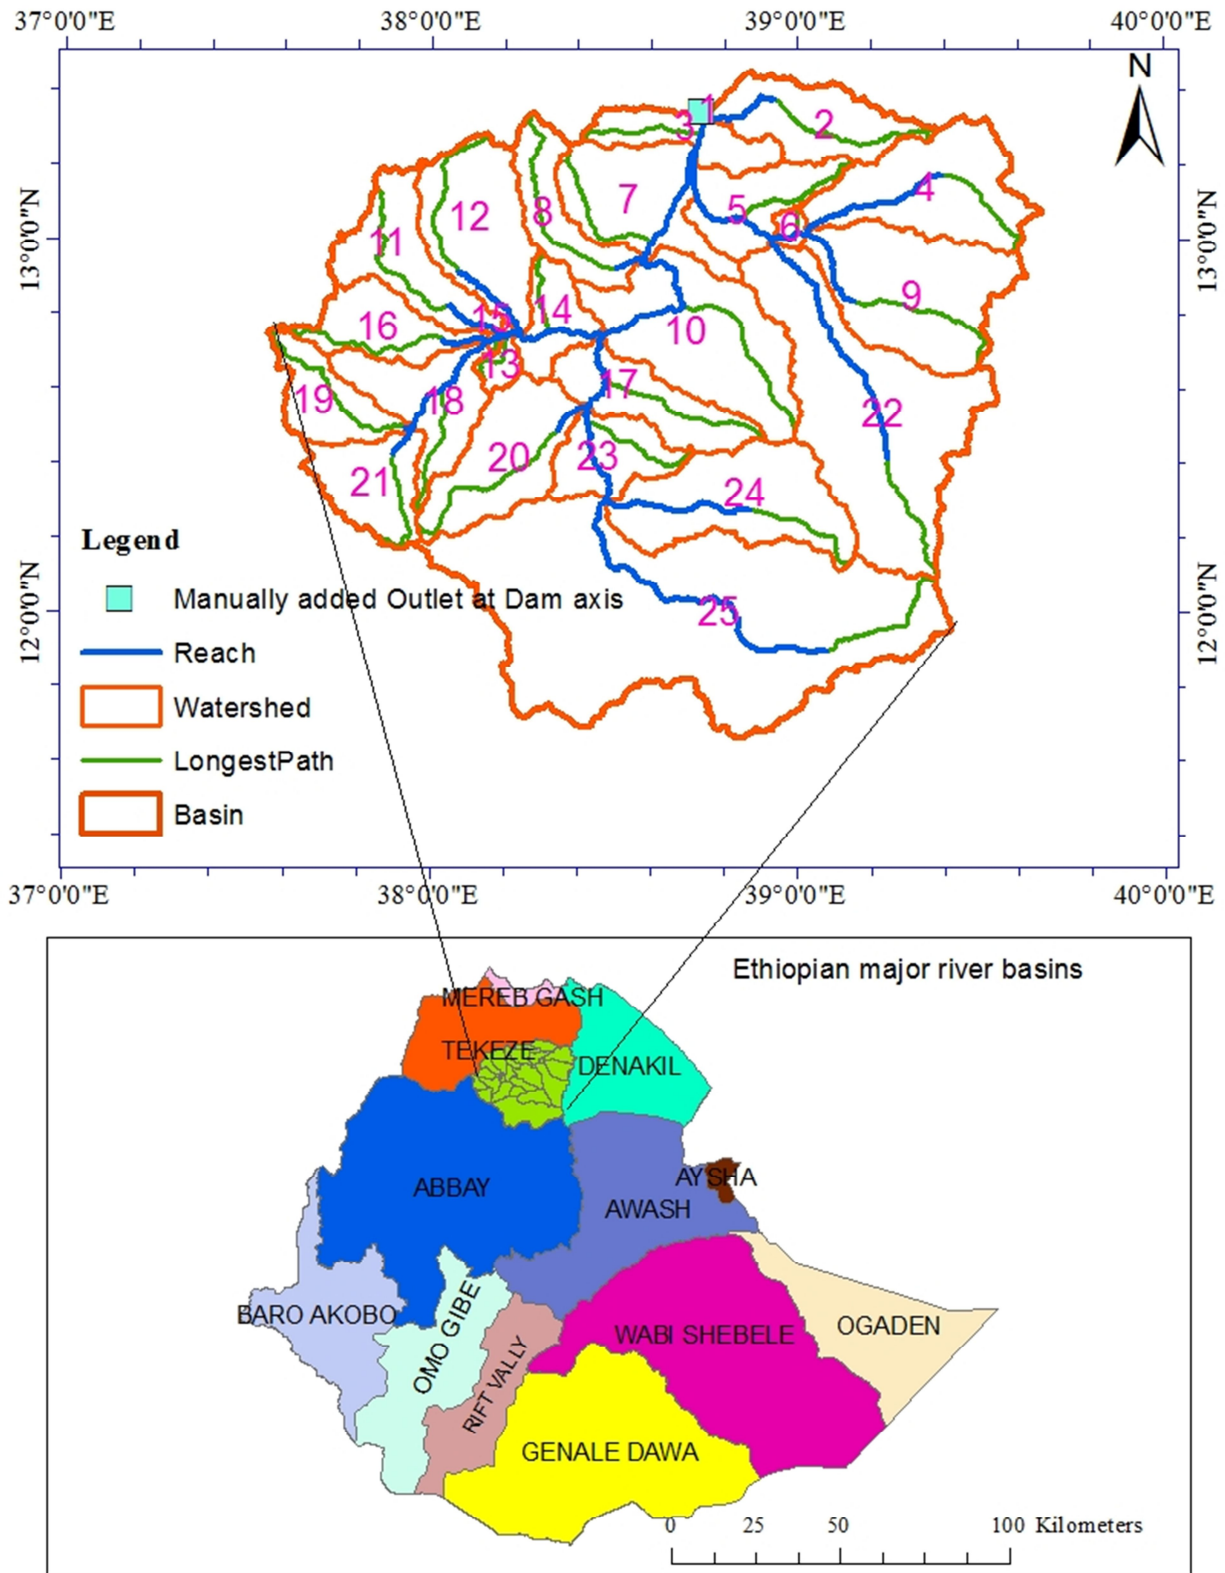 37°0'0"E 38°0'0"E 39°0'0"E 40°0'0"E
N
1
2
3
4
5
6
7
8
9
10
11
12
13
14
15
16
17
18
19
20
21
22
23
24
25
13°0'0"N
13°0'0"N
12°0'0"N
12°0'0"N
Legend
Manually added Outlet at Dam axis
Reach
Watershed
LongestPath
Basin
37°0'0"E 38°0'0"E 39°0'0"E 40°0'0"E
Ethiopian major river basins
MEREB GASH
TEKEZE
DENAKIL
ABBAY
AYSHA
AWASH
BARO AKOBO
OMO GIBE
RIFT VALLY
WABI SHEBELE
OGADEN
GENALE DAWA
0 25 50 100 Kilometers